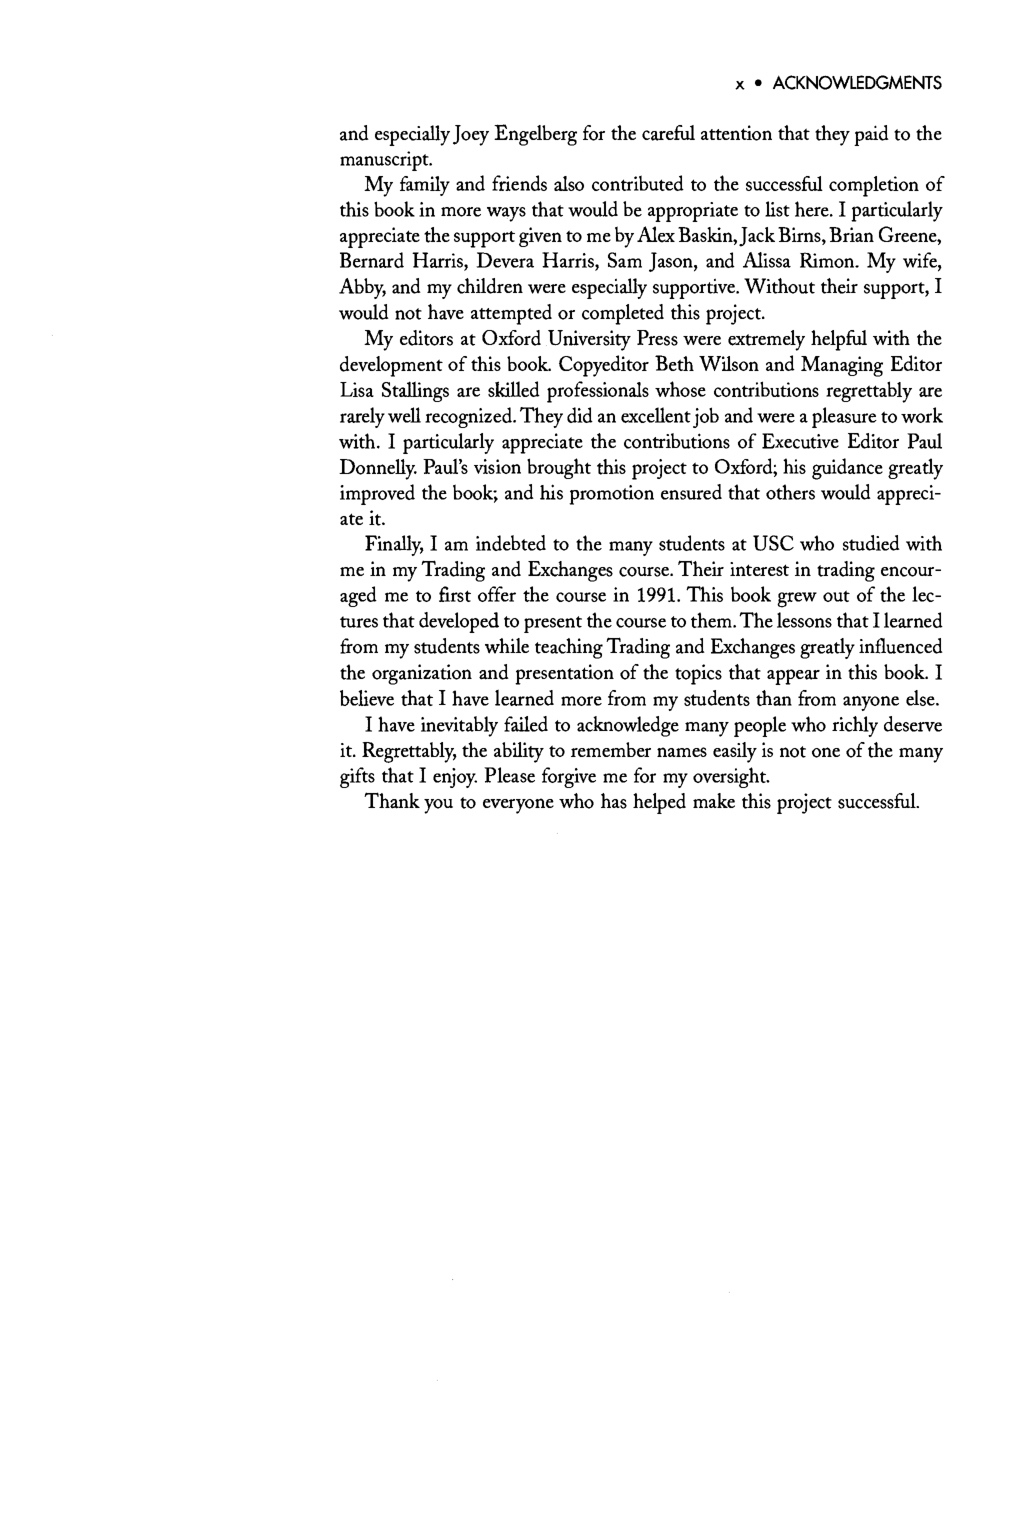 x • ACKNOWLEDGMENTS
and especially Joey Engelberg for the careful attention that they paid to the
manuscript.
My family and friends also contributed to the successful completion of
this book in more ways that would be appropriate to list here. I particularly
appreciate the support given to me by Alex Baskin, Jack Birns, Brian Greene,
Bernard Harris, Devera Harris, Sam Jason, and Alissa Rimon. My wife,
Abby, and my children were especially supportive. Without their support, I
would not have attempted or completed this project.
My editors at Oxford University Press were extremely helpful with the
development of this book. Copyeditor Beth Wilson and Managing Editor
Lisa Stallings are skilled professionals whose contributions regrettably are
rarely well recognized. They did an excellent job and were a pleasure to work
with. I particularly appreciate the contributions of Executive Editor Paul
Donnelly. Paul's vision brought this project to Oxford; his guidance greatly
improved the book; and his promotion ensured that others would appreci-
ate it.
Finally, I am indebted to the many students at USC who studied with
me in my Trading and Exchanges course. Their interest in trading encour-
aged me to first offer the course in 1991. This book grew out of the lec-
tures that developed to present the course to them. The lessons that I learned
from my students while teaching Trading and Exchanges greatly influenced
the organization and presentation of the topics that appear in this book. I
believe that I have learned more from my students than from anyone else.
I have inevitably failed to acknowledge many people who richly deserve
it. Regrettably, the ability to remember names easily is not one of the many
gifts that I enjoy. Please forgive me for my oversight.
Thank you to everyone who has helped make this project successful.